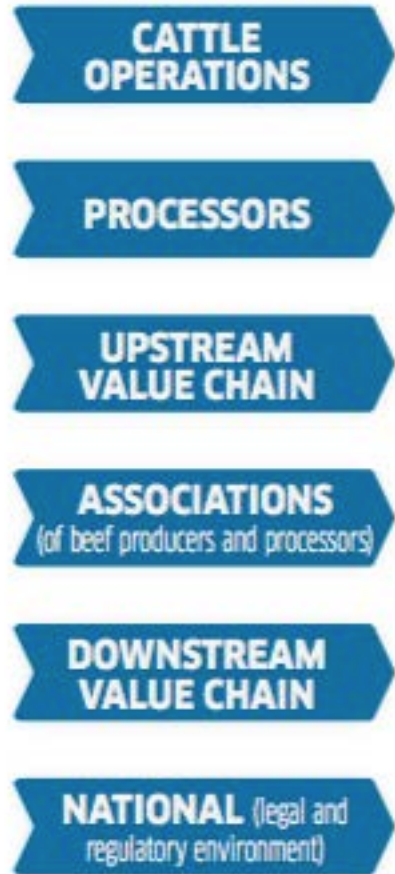 CATTLE
OPERATIONS
PROCESSORS
UPSTREAM
VALUE CHAIN
ASSOCIATIONS
(of beef producers and processors)
DOWNSTREAM
VALUE CHAIN
NATIONAL (legal and
regulatory environment)